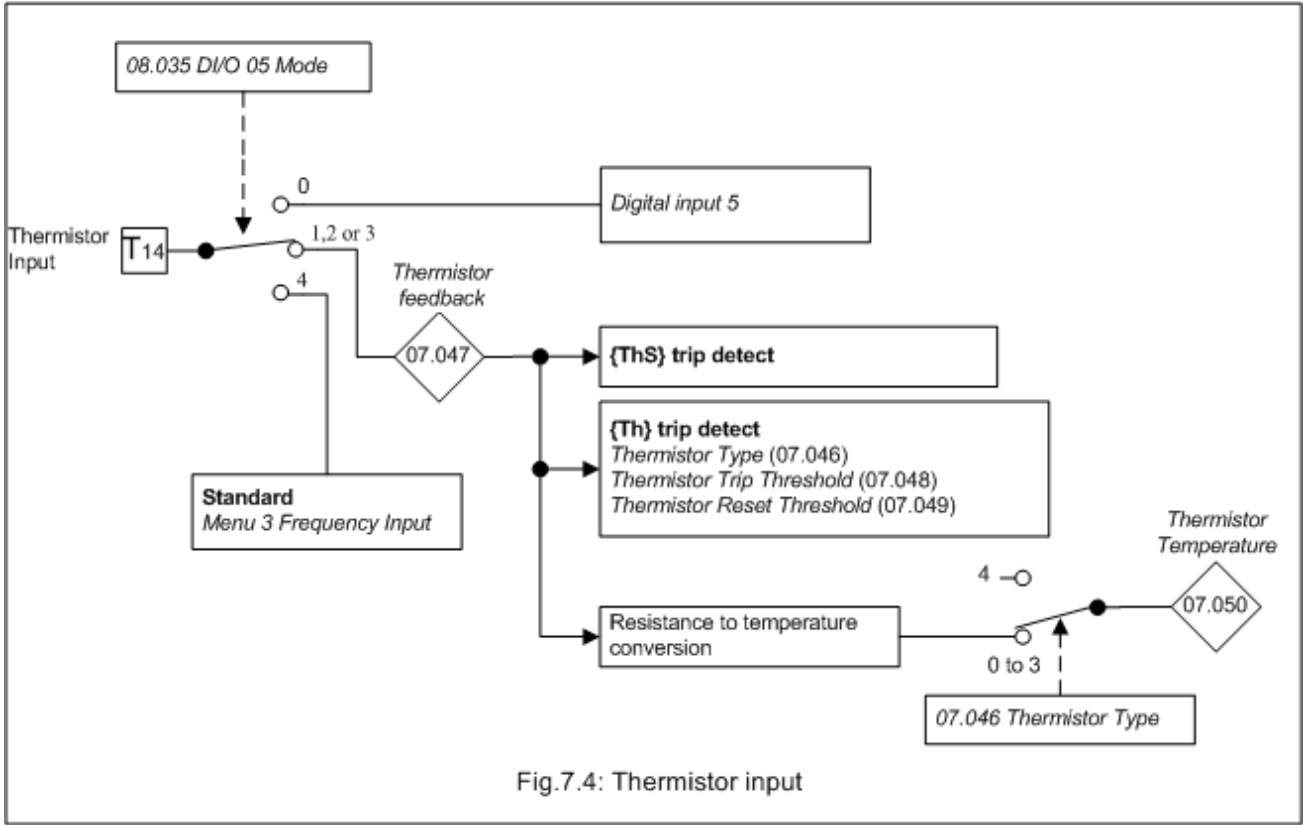 08.035 DI/O 05 Mode
0
Digital input 5
Thermistor
Input
T14
1,2 or 3
4
Thermistor
feedback
07.047
{ThS} trip detect
{Th} trip detect
Thermistor Type (07.046)
Thermistor Trip Threshold (07.048)
Thermistor Reset Threshold (07.049)
Standard
Menu 3 Frequency Input
Thermistor
Temperature
4
07.050
Resistance to temperature
conversion
0 to 3
07.046 Thermistor Type
Fig.7.4: Thermistor input